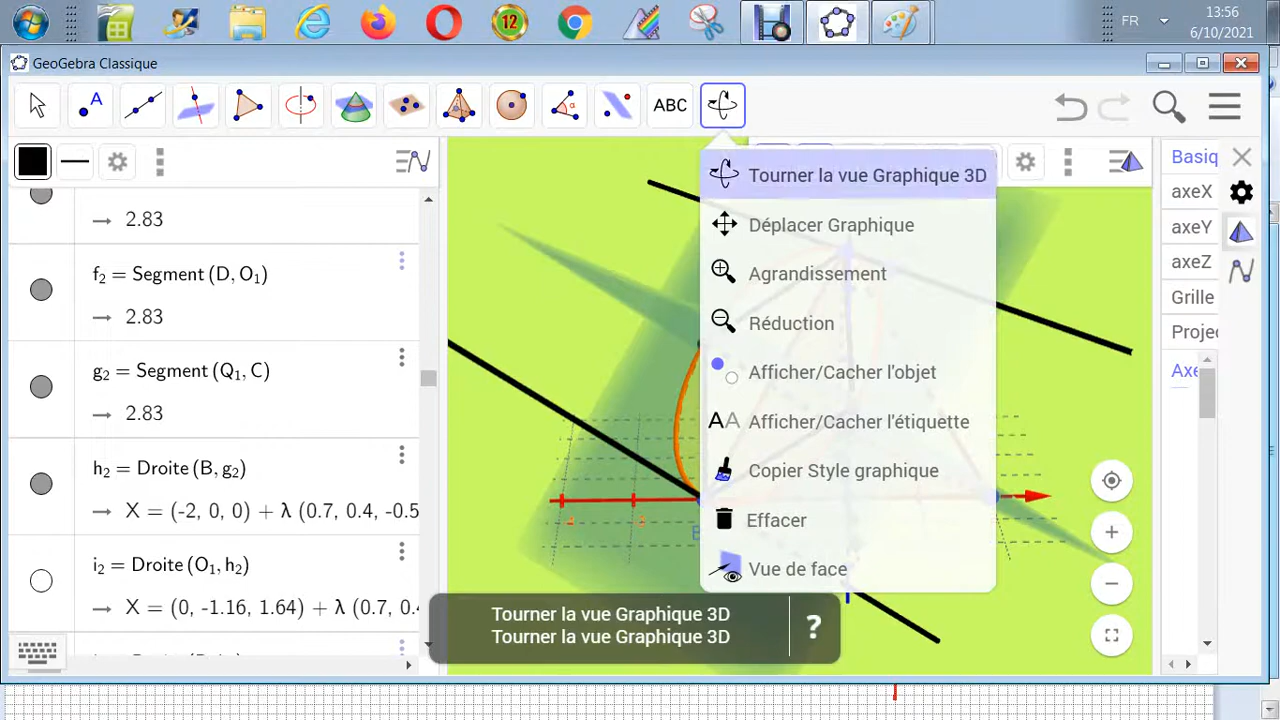 12
FR
13:56
6/10/2021
GeoGebra Classique
A
ABC
2.83
f₂ = Segment (D, O₁)
2.83
g₂ = Segment (Q₁, C)
2.83
h₂ = Droite (B, g₂)
X = (-2, 0, 0) + λ (0.7, 0.4, -0.5
i₂ = Droite (O₁, h₂)
X = (0, -1.16, 1.64) + λ (0.7, 0.4
Tourner la vue Graphique 3D
Déplacer Graphique
Agrandissement
Réduction
Afficher/Cacher l'objet
AA Afficher/Cacher l'étiquette
Copier Style graphique
Effacer
Vue de face
Tourner la vue Graphique 3D
Tourner la vue Graphique 3D
?
Basiq
axeX
axeY
axeZ
Grille
Projec
Axe